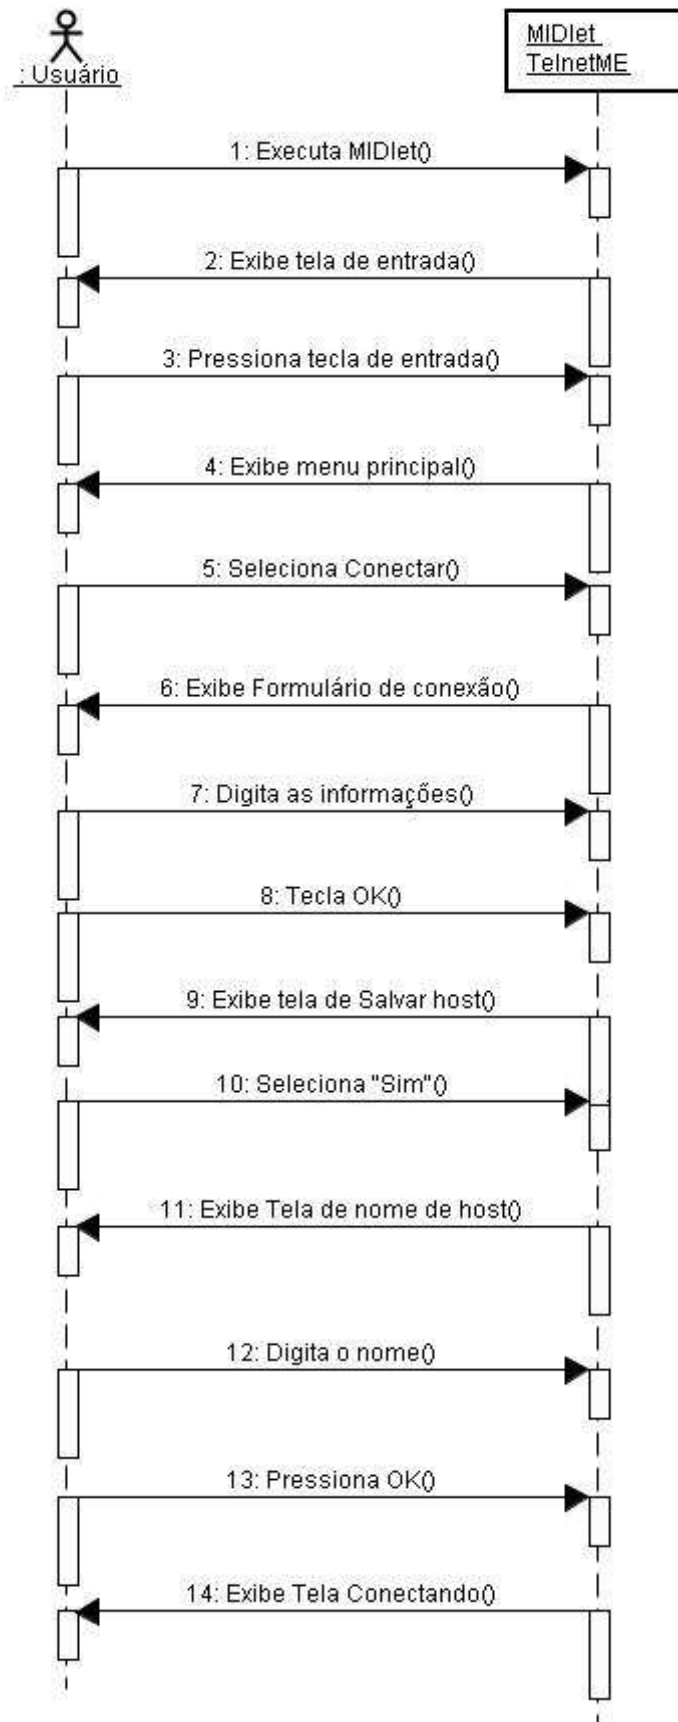 : Usuário
MIDlet
TelnetME
1: Executa MIDlet()
2: Exibe tela de entrada()
3: Pressiona tecla de entrada()
4: Exibe menu principal()
5: Seleciona Conectar()
6: Exibe Formulário de conexão()
7: Digita as informações()
8: Tecla OK()
9: Exibe tela de Salvar host()
10: Seleciona "Sim"()
11: Exibe Tela de nome de host()
12: Digita o nome()
13: Pressiona OK()
14: Exibe Tela Conectando()